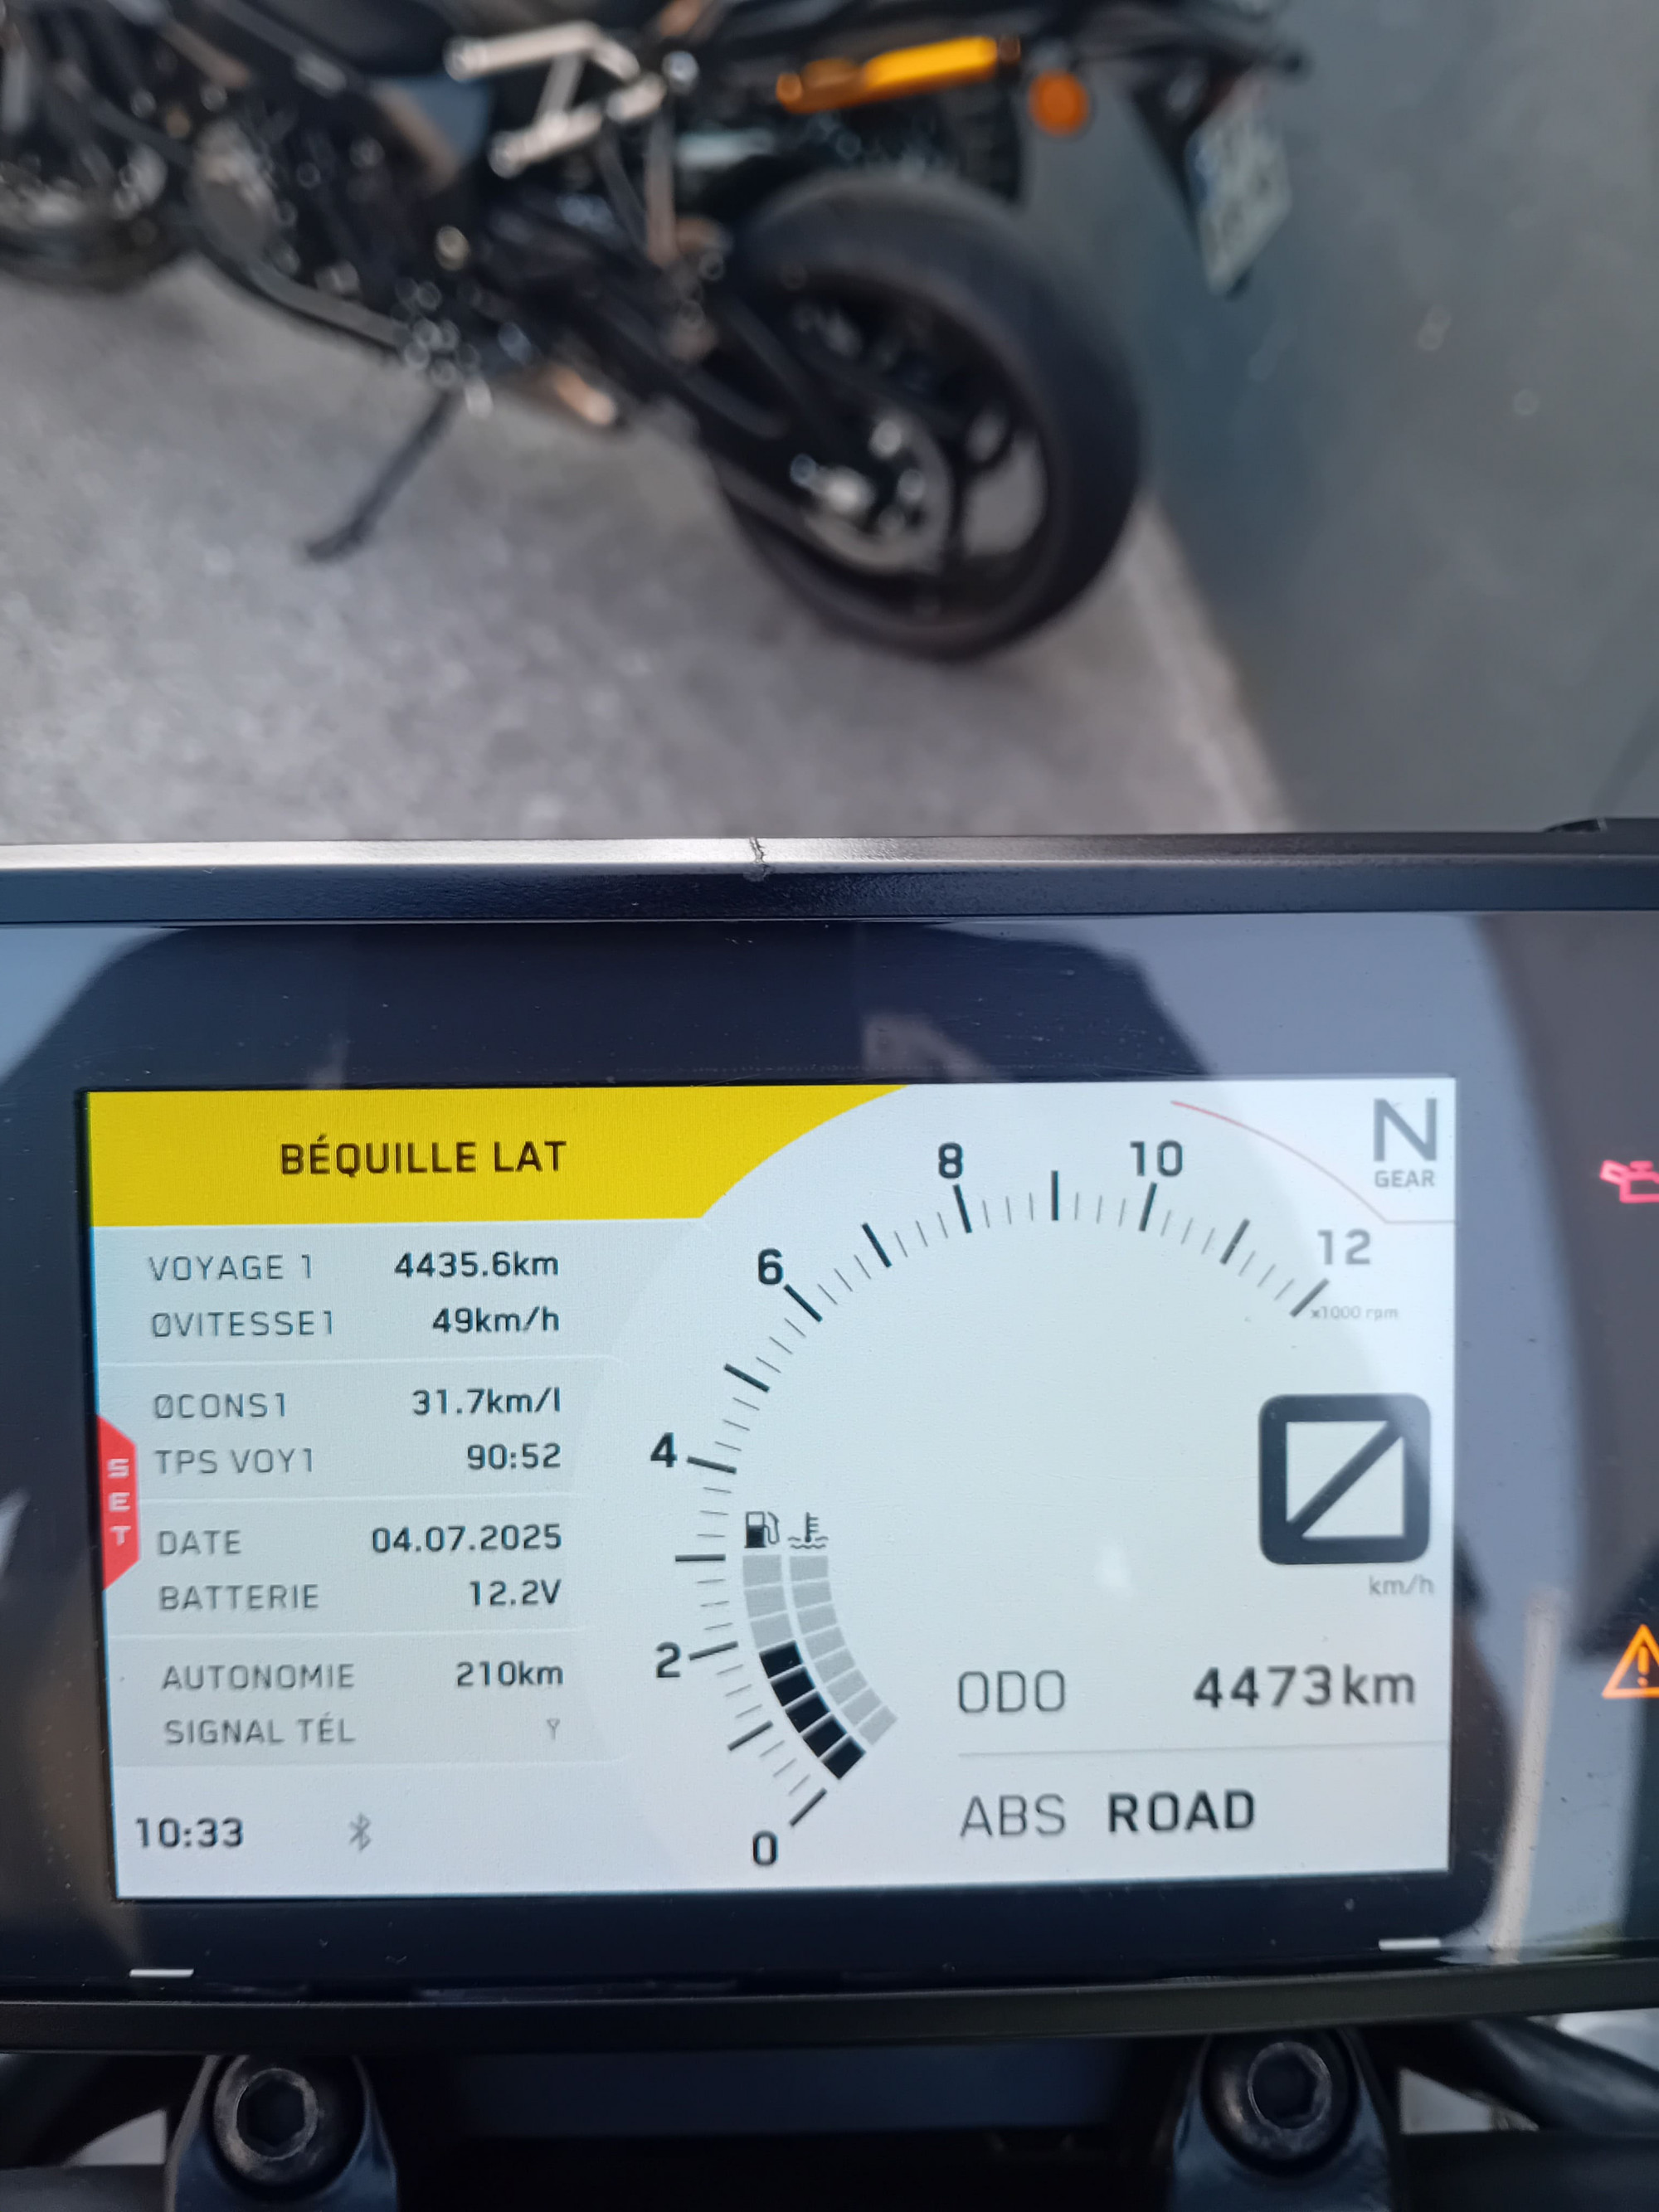 BÉQUILLE LAT
VOYAGE 1 4435.6km
ØVITESSE1 49km/h
ØCONS1 31.7km/l
TPS VOY1 90:52
DATE 04.07.2025
BATTERIE 12.2V
AUTONOMIE 210km
SIGNAL TÉL
10:33
SET
0
2
4
6
8
10
12
x1000 rpm
N
GEAR
km/h
ODO 4473km
ABS ROAD